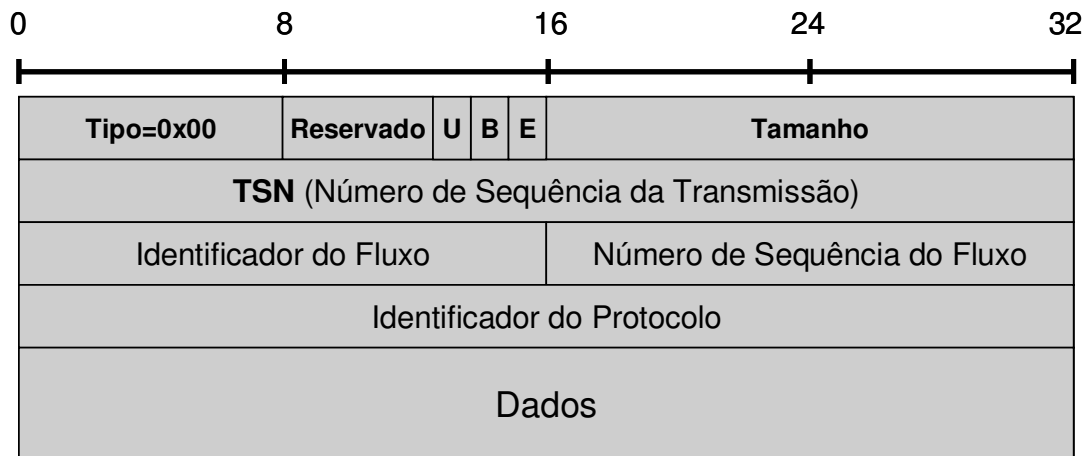 0 8 16 24 32
Tipo=0x00 Reservado U B E Tamanho
TSN (Número de Sequência da Transmissão)
Identificador do Fluxo Número de Sequência do Fluxo
Identificador do Protocolo
Dados